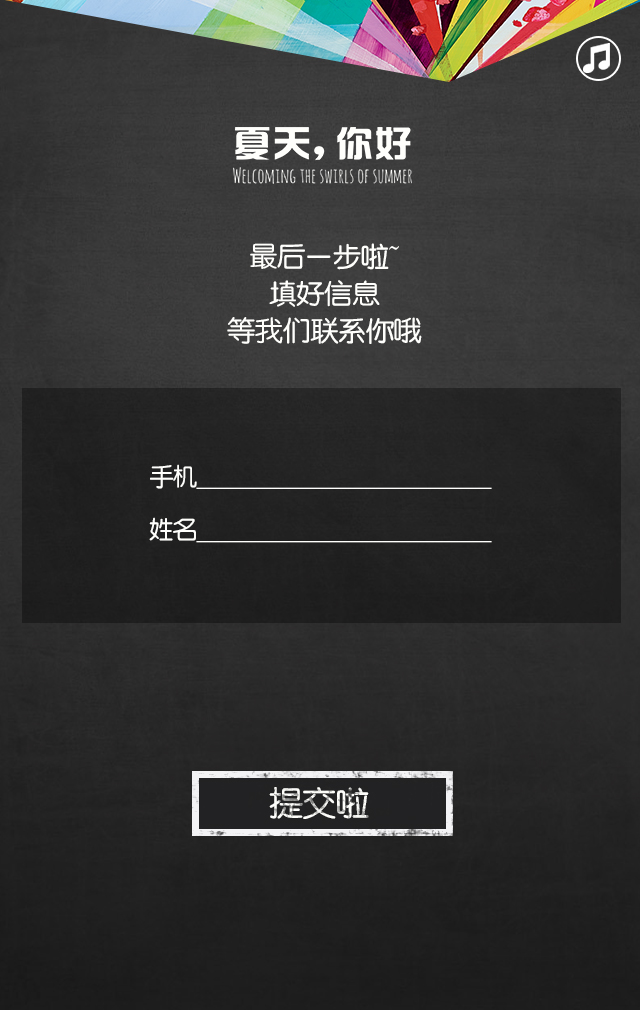 夏天，你好
WELCOMING THE SWIRLS OF SUMMER
最后一步啦~
填好信息
等我们联系你哦
手机
姓名
提交啦